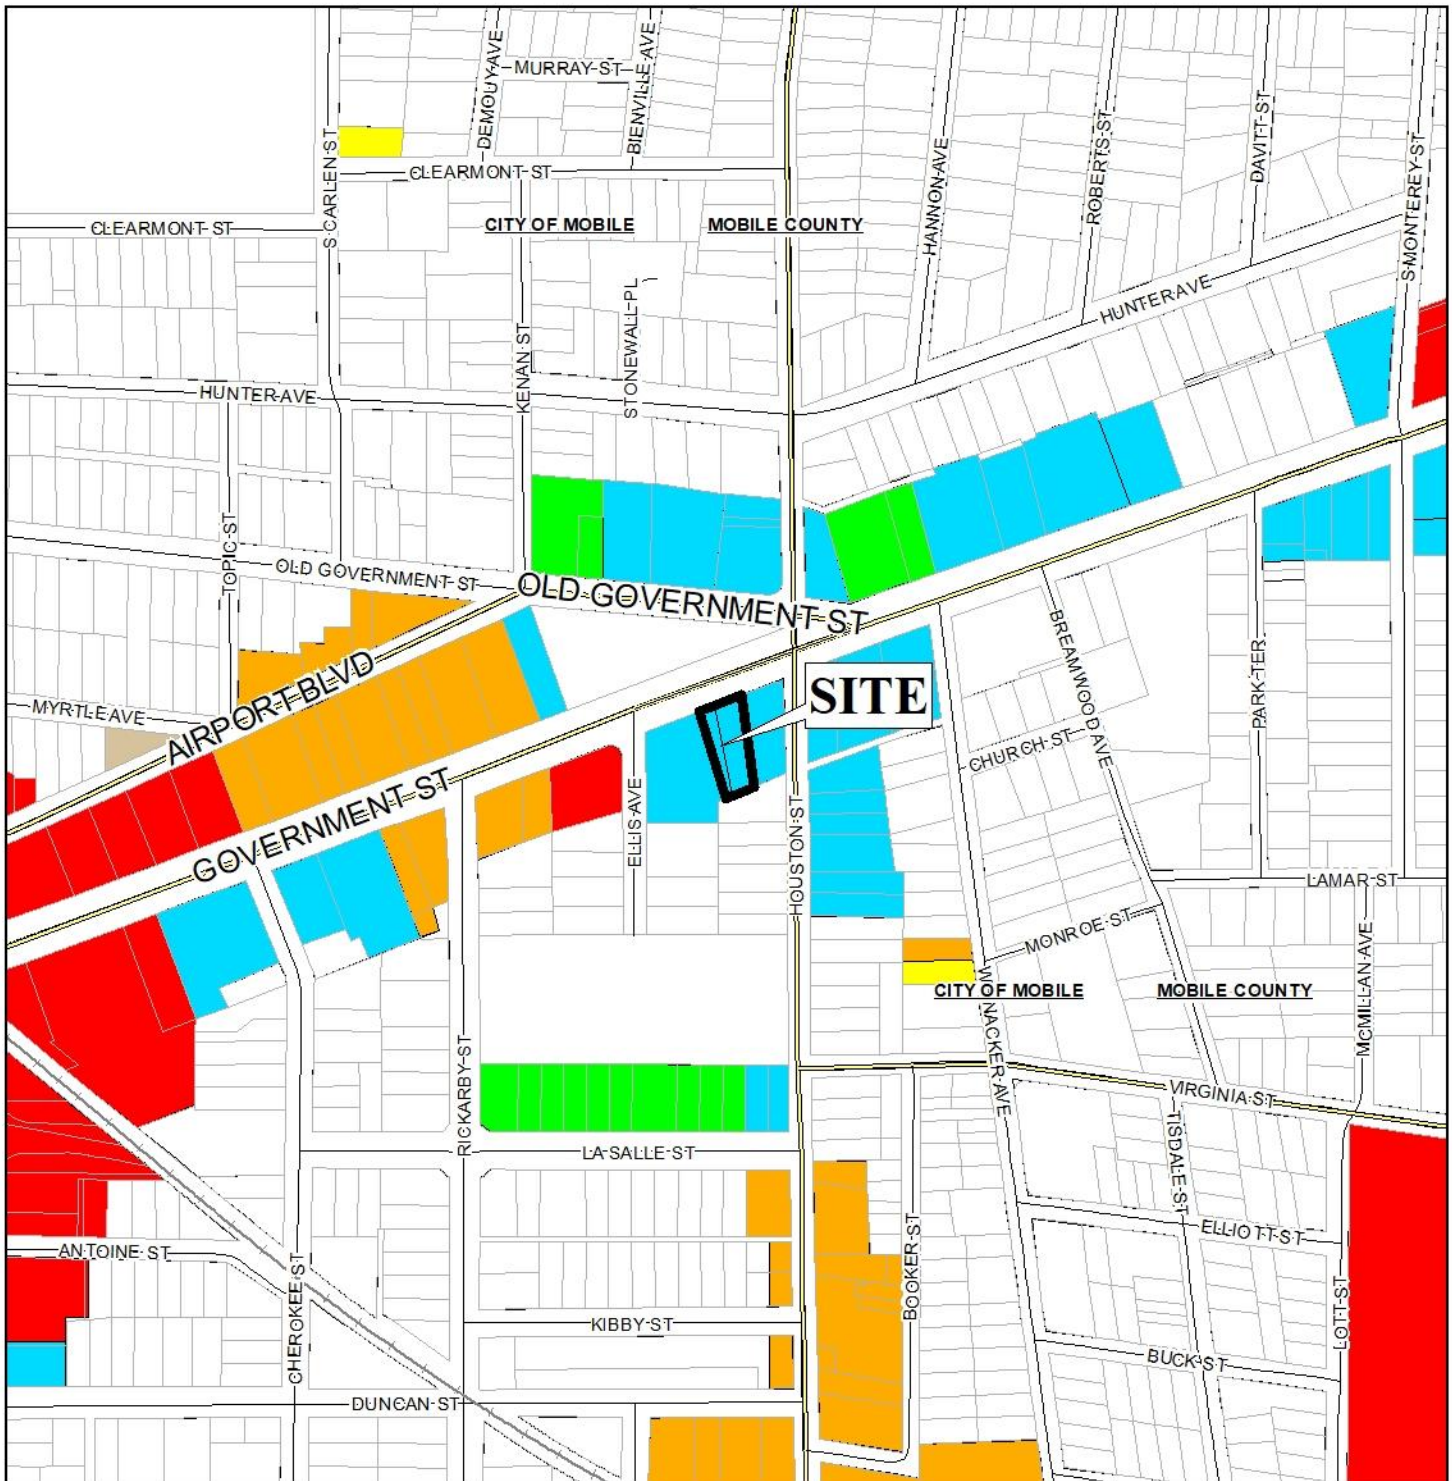 MURRAY ST
DEMOUY AVE
BIENVILLE AVE
S CARLEN ST
CLEARMONT ST
CLEARMONT ST
CITY OF MOBILE
MOBILE COUNTY
HANNON AVE
ROBERTS ST
DAVITT ST
S MONTEREY ST
HUNTER AVE
KENAN ST
STONEWALL PL
HUNTER AVE
TOPIC ST
OLD GOVERNMENT ST
OLD GOVERNMENT ST
BREAMWOOD AVE
PARK TER
MYRTLE AVE
AIRPORT BLVD
SITE
CHURCH ST
GOVERNMENT ST
ELLIS AVE
HOUSTON ST
LAMAR ST
MONROE ST
MCMILLAN AVE
CITY OF MOBILE
MOBILE COUNTY
RICKARBY ST
VIRGINIA ST
LA SALLE ST
TISDALE ST
ELLIOTT ST
ANTOINE ST
CHEROKEE ST
BOOKER ST
LOTT ST
KIBBY ST
BUCK ST
DUNCAN ST